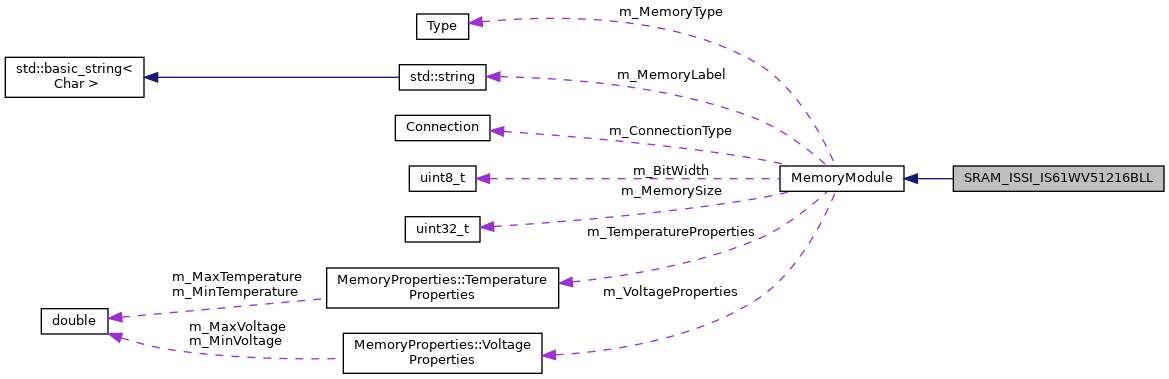 m_MemoryType
Type
std::basic_string<
Char >
std::string
m_MemoryLabel
Connection
m_ConnectionType
uint8_t
m_BitWidth
MemoryModule
SRAM_ISSI_IS61WV51216BLL
m_MemorySize
uint32_t
m_TemperatureProperties
m_MaxTemperature
m_MinTemperature
MemoryProperties::Temperature
Properties
m_VoltageProperties
double
m_MaxVoltage
m_MinVoltage
MemoryProperties::Voltage
Properties